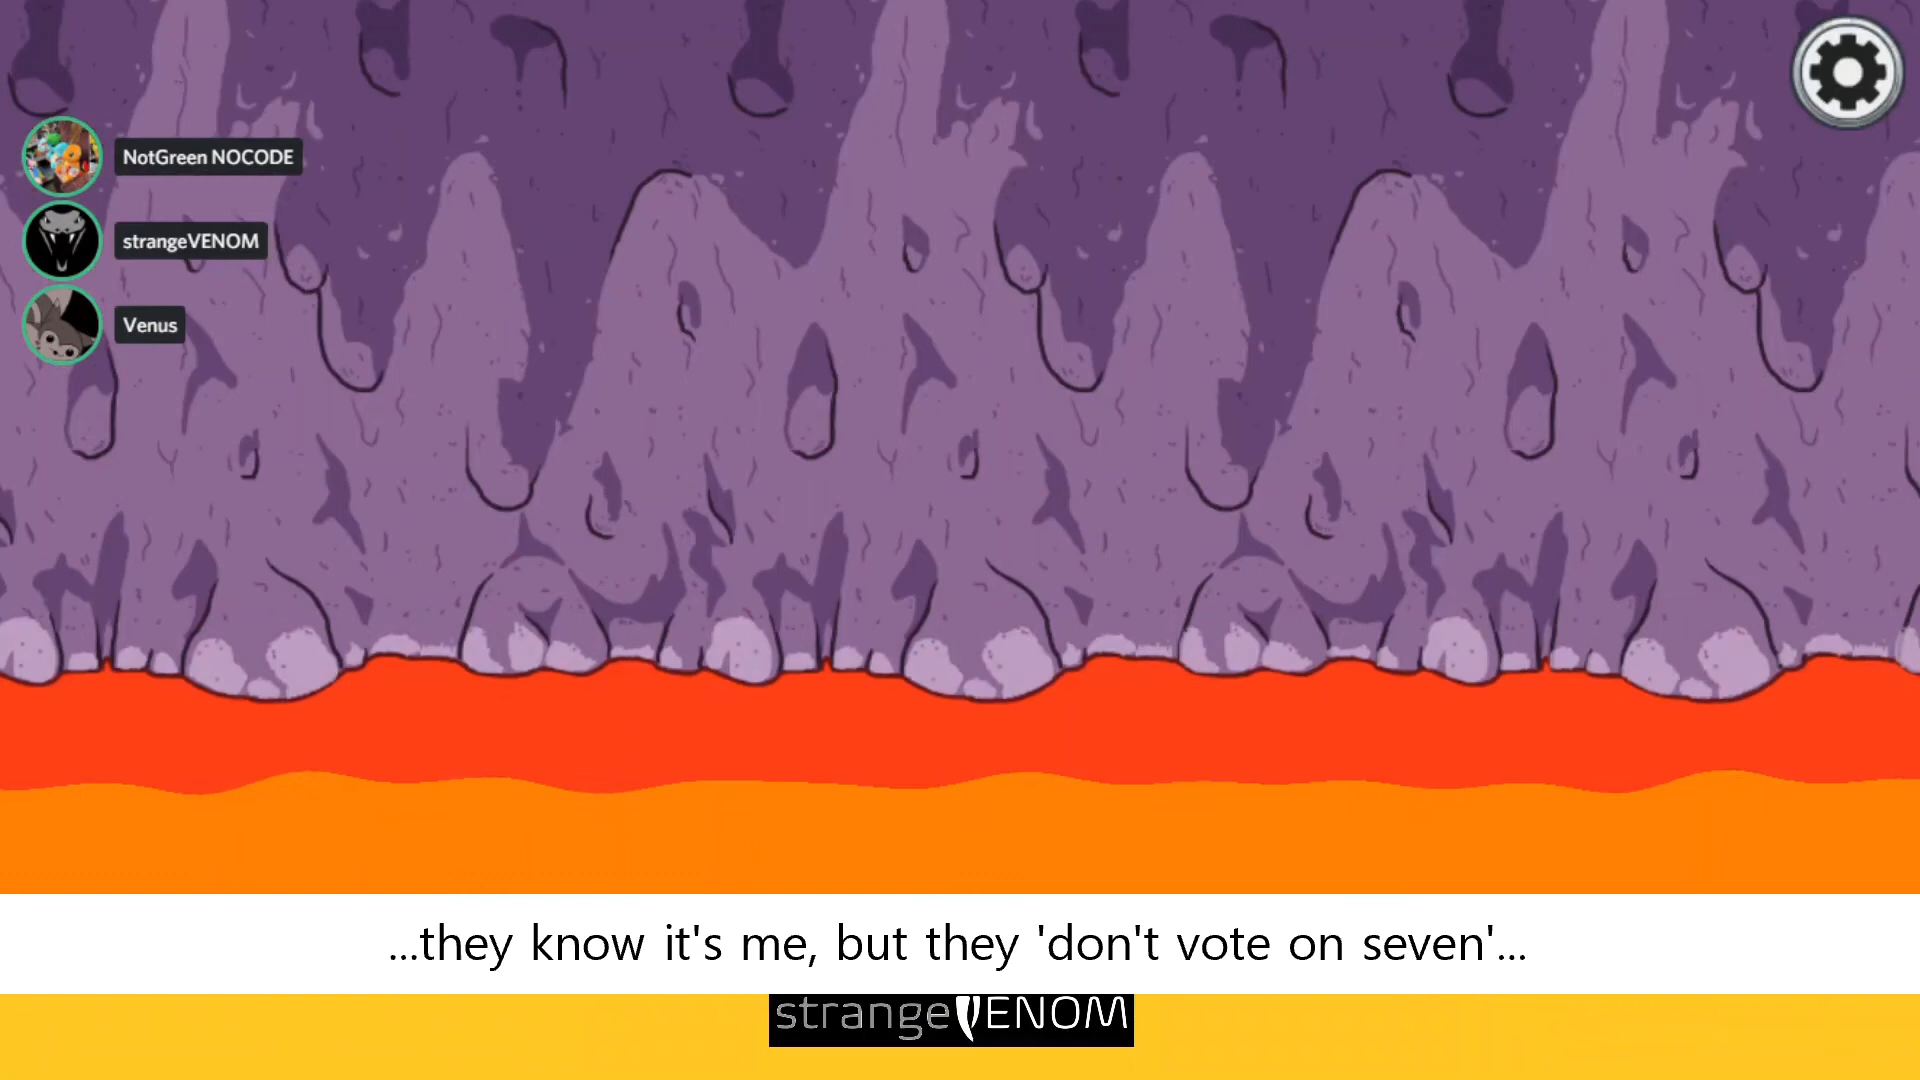 NotGreen NOCODE
strangeVENOM
Venus
...they know it's me, but they 'don't vote on seven'...
strangeVENOM